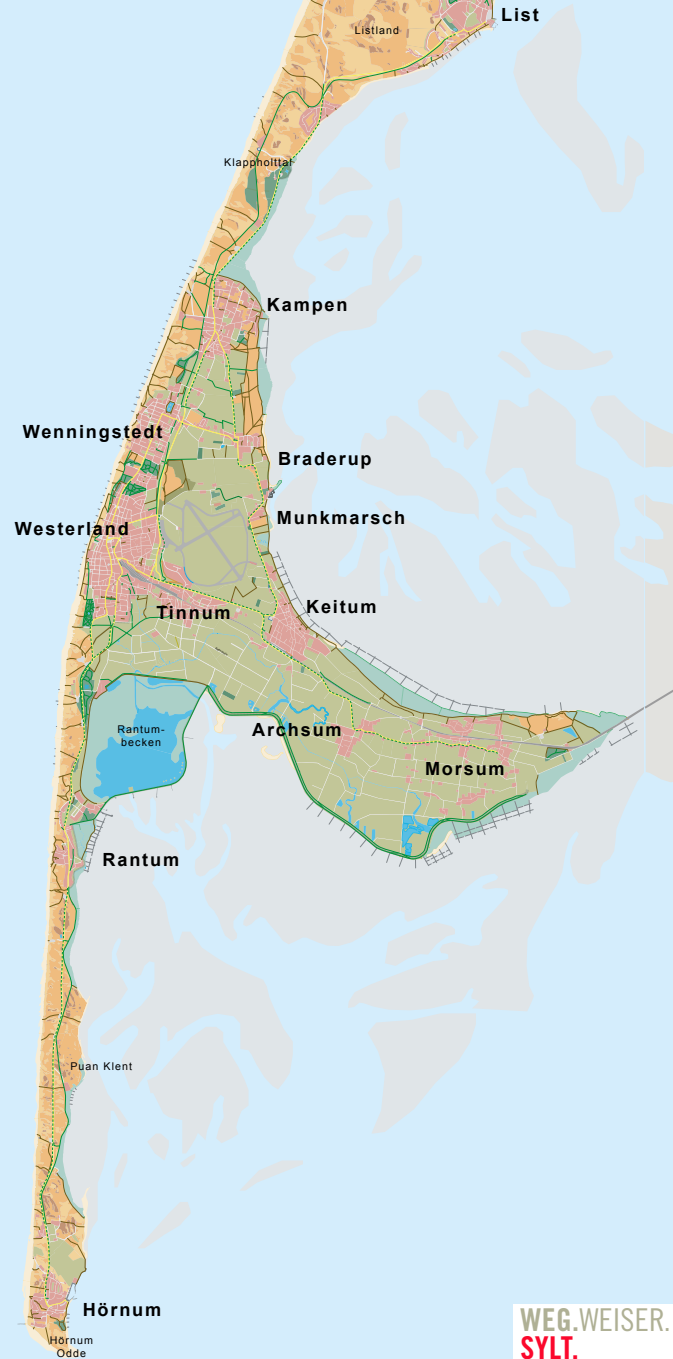 List
Listland
Klappholttal
Kampen
Wenningstedt
Braderup
Munkmarsch
Westerland
Keitum
Tinnum
Rantum-
becken
Archsum
Morsum
Rantum
Puan Klent
Hörnum
Hörnum
Odde
WEG.WEISER.
SYLT.